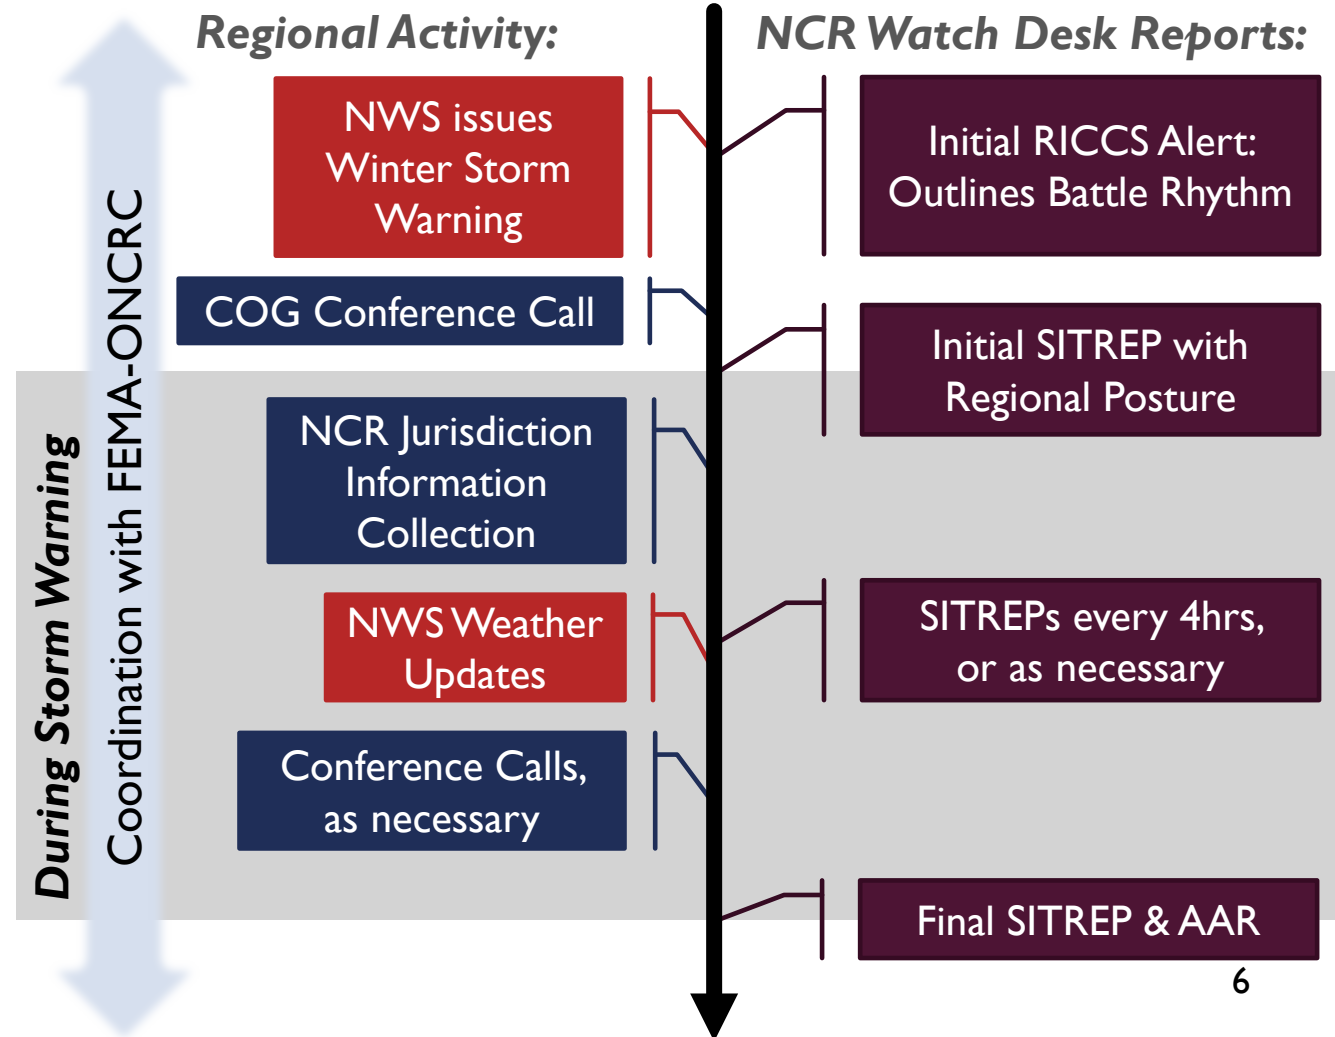 Regional Activity:
NCR Watch Desk Reports:
NWS issues
Winter Storm
Warning
Initial RICCS Alert:
Outlines Battle Rhythm
COG Conference Call
Initial SITREP with
Regional Posture
During Storm Warning
Coordination with FEMA-ONCRC
NCR Jurisdiction
Information
Collection
NWS Weather
Updates
SITREPs every 4hrs,
or as necessary
Conference Calls,
as necessary
Final SITREP & AAR
6